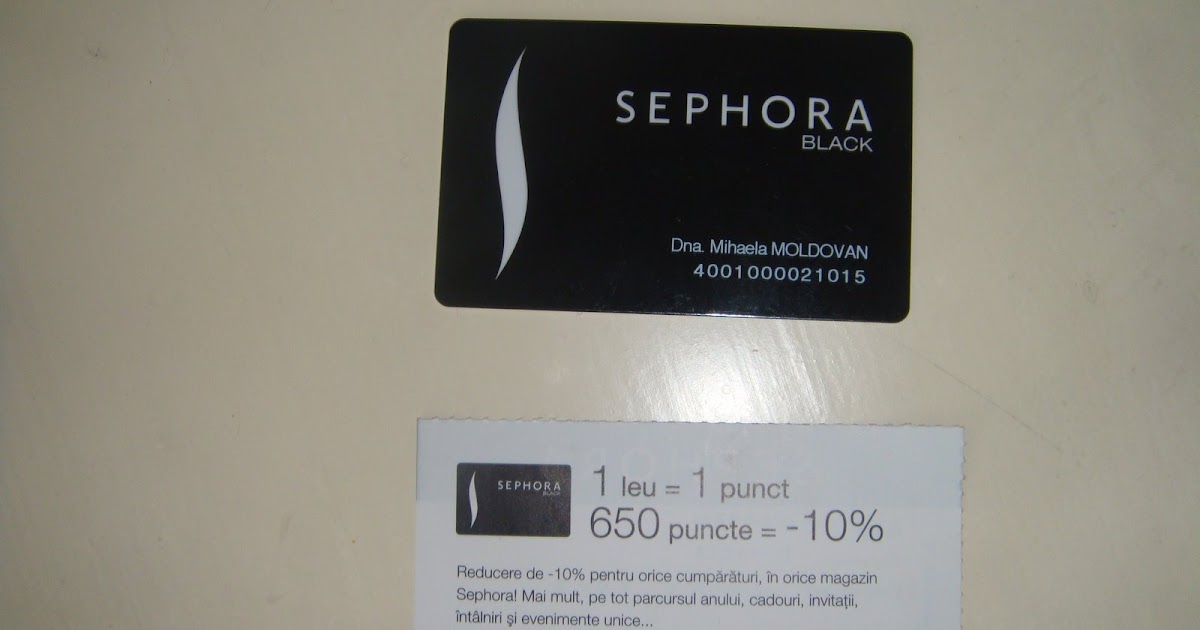 SEPHORA
BLACK
Dna. Mihaela MOLDOVAN
4001000021015
SEPHORA
BLACK
1 leu = 1 punct
650 puncte = -10%
Reducere de -10% pentru orice cumpărături, în orice magazin
Sephora! Mai mult, pe tot parcursul anului, cadouri, invitații,
întâlniri și evenimente unice...